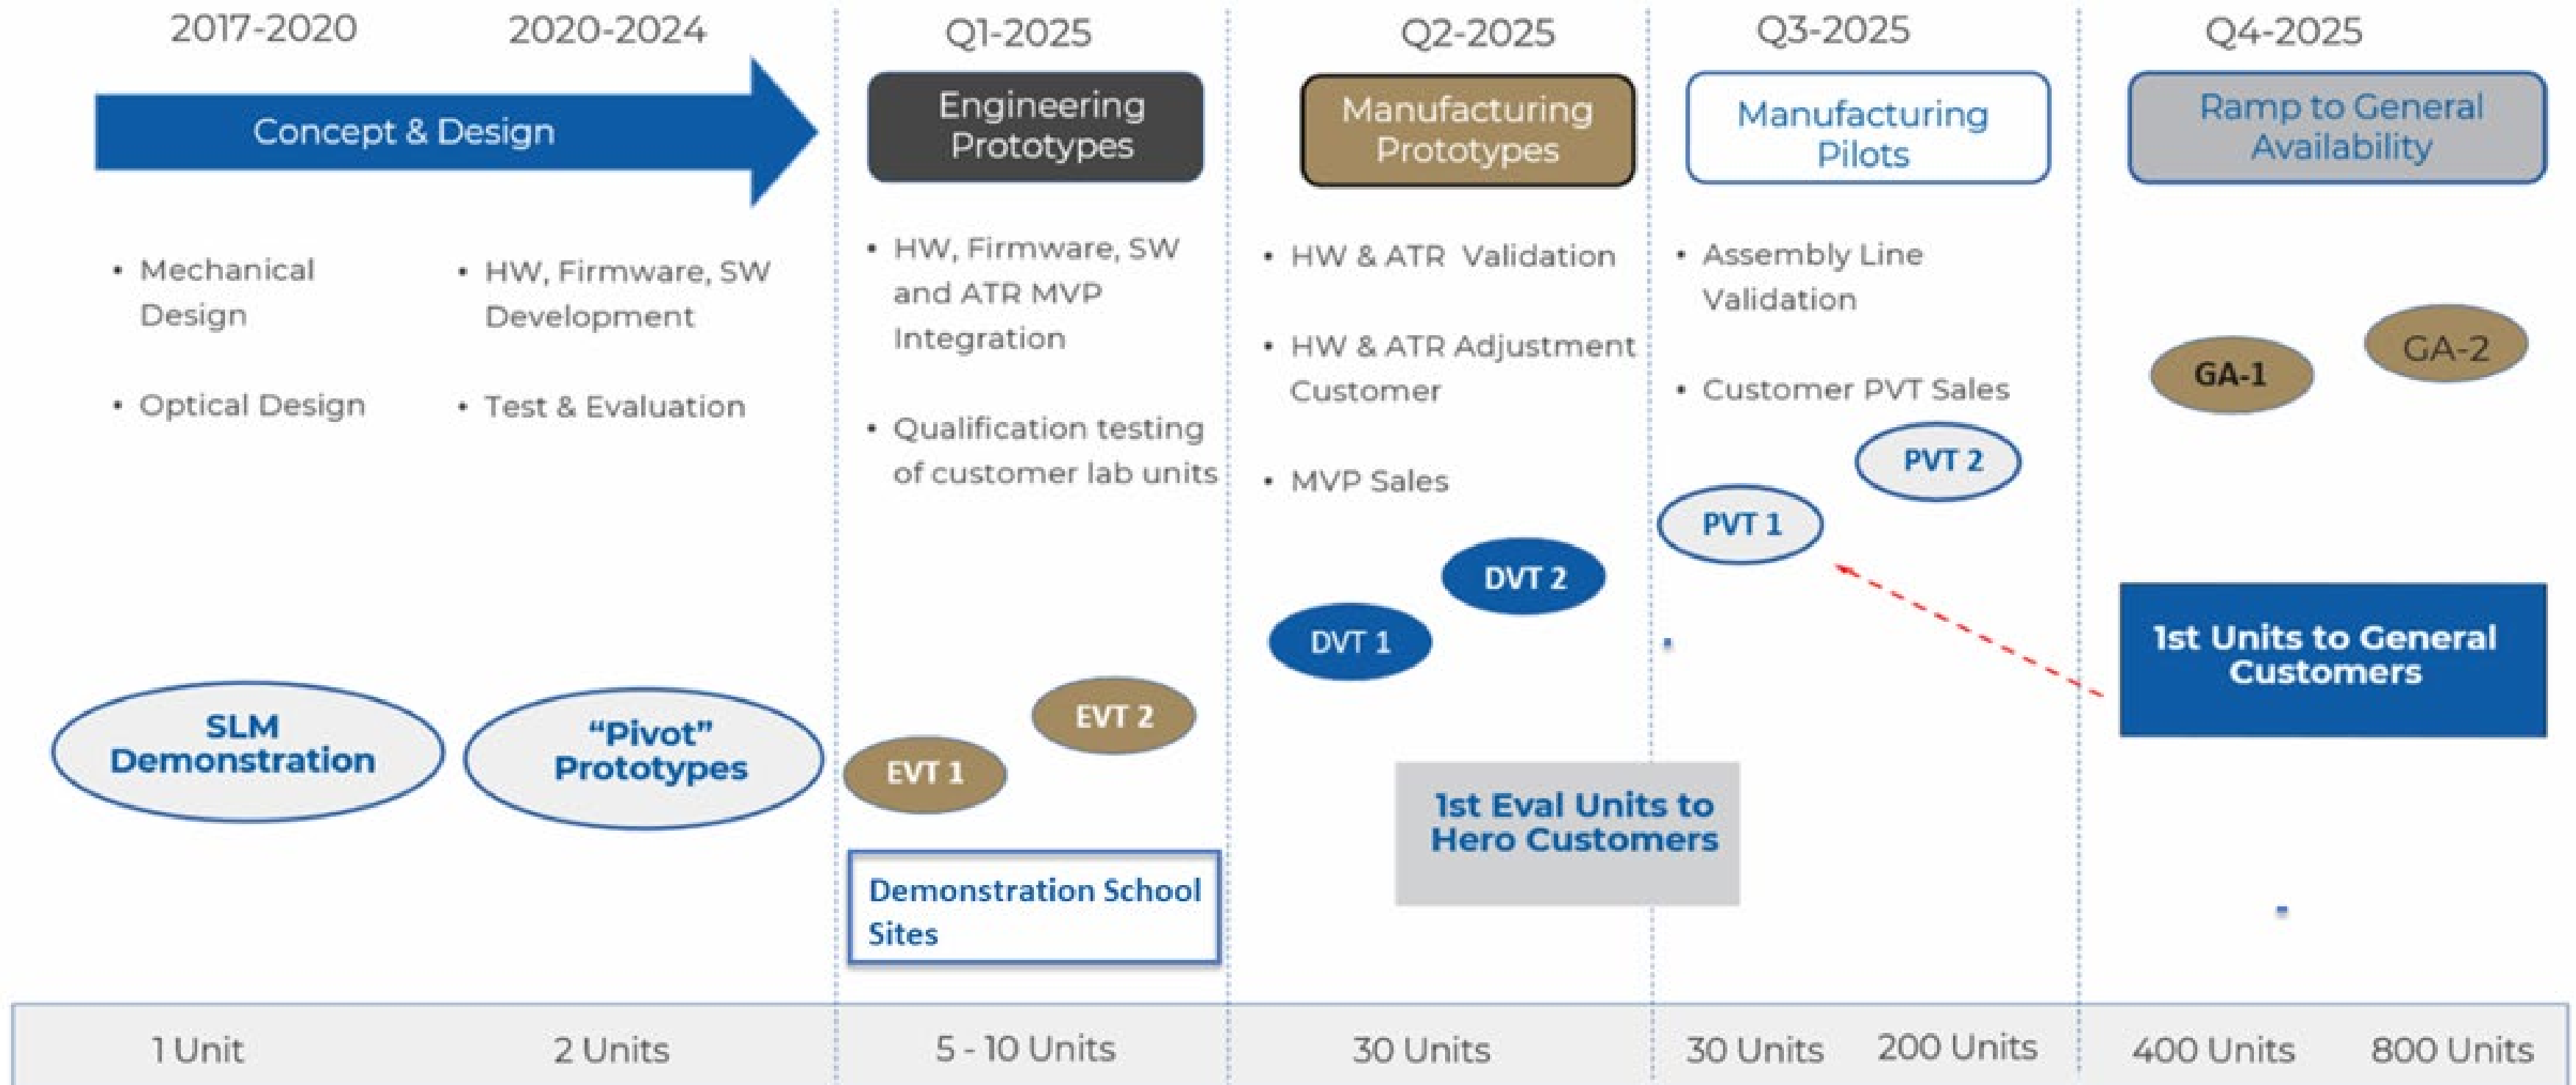 2017-2020
2020-2024
Q1-2025
Q2-2025
Q3-2025
Q4-2025
Concept & Design
Engineering
Prototypes
Manufacturing
Prototypes
Manufacturing
Pilots
Ramp to General
Availability
• Mechanical
Design
• Optical Design
• HW, Firmware, SW
Development
• Test & Evaluation
• HW, Firmware, SW
and ATR MVP
Integration
• Qualification testing
of customer lab units
• HW & ATR Validation
• HW & ATR Adjustment
Customer
• MVP Sales
• Assembly Line
Validation
• Customer PVT Sales
SLM
Demonstration
“Pivot”
Prototypes
EVT 1
EVT 2
DVT 1
DVT 2
PVT 1
PVT 2
GA-1
GA-2
Demonstration School
Sites
1st Eval Units to
Hero Customers
1st Units to General
Customers
1 Unit
2 Units
5 - 10 Units
30 Units
30 Units
200 Units
400 Units
800 Units